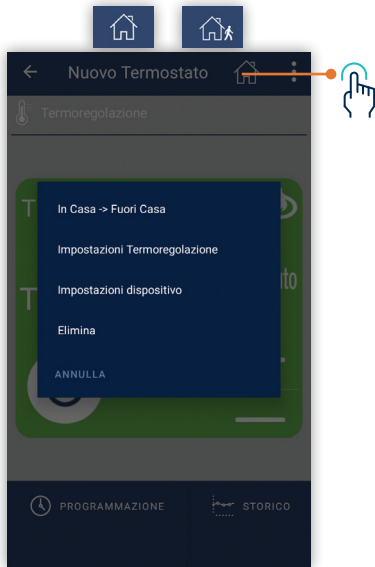 Nuovo Termostato
Termoregolazione
In Casa -> Fuori Casa
Impostazioni Termoregolazione
Impostazioni dispositivo
Elimina
ANNULLA
PROGRAMMAZIONE
STORICO